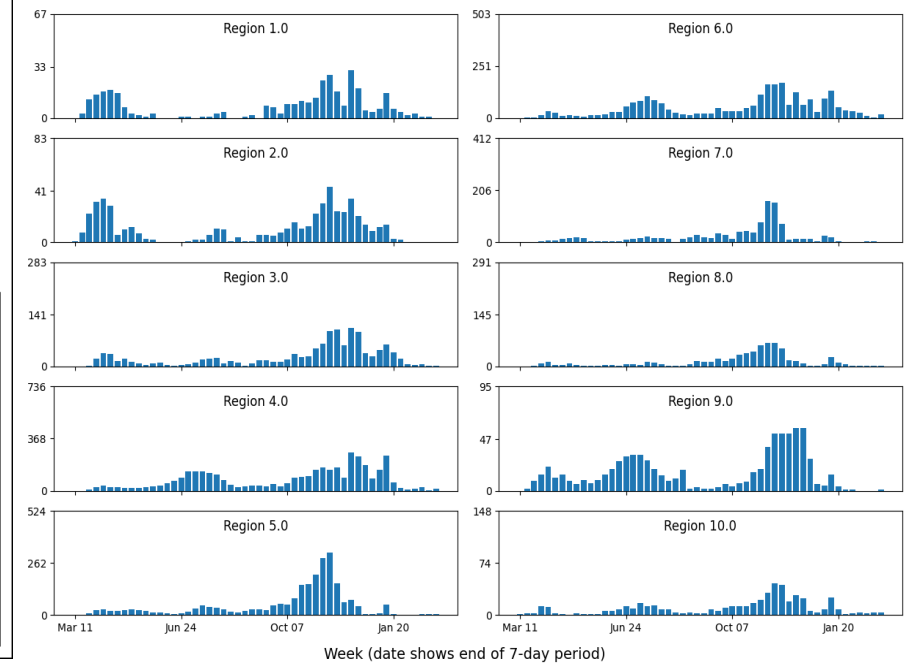 67
33
0
Region 1.0
503
251
0
Region 6.0
83
41
0
Region 2.0
412
206
0
Region 7.0
283
141
0
Region 3.0
291
145
0
Region 8.0
736
368
0
Region 4.0
95
47
0
Region 9.0
524
262
0
Region 5.0
148
74
0
Region 10.0
Mar 11 Jun 24 Oct 07 Jan 20
Mar 11 Jun 24 Oct 07 Jan 20
Week (date shows end of 7-day period)